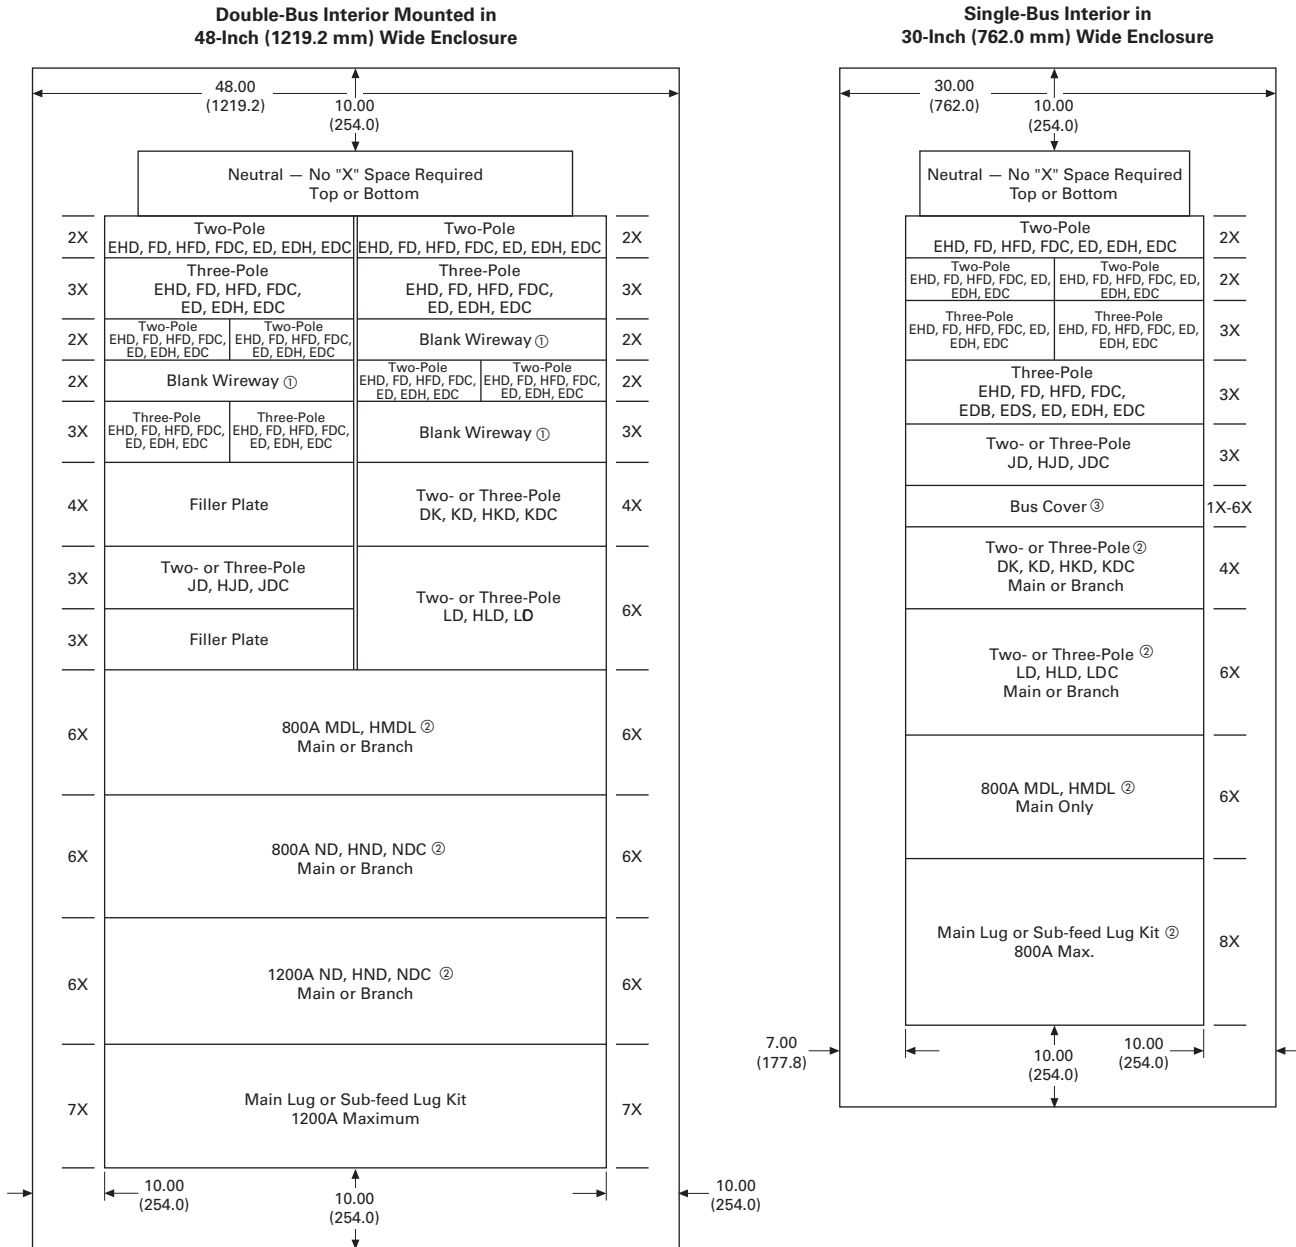 Double-Bus Interior Mounted in
48-Inch (1219.2 mm) Wide Enclosure
48.00
(1219.2)
10.00
(254.0)
Neutral — No "X" Space Required
Top or Bottom
2X
Two-Pole
EHD, FD, HFD, FDC, ED, EDH, EDC
Two-Pole
EHD, FD, HFD, FDC, ED, EDH, EDC
2X
3X
Three-Pole
EHD, FD, HFD, FDC,
ED, EDH, EDC
Three-Pole
EHD, FD, HFD, FDC,
ED, EDH, EDC
3X
2X
Two-Pole
EHD, FD, HFD, FDC,
ED, EDH, EDC
Two-Pole
EHD, FD, HFD, FDC,
ED, EDH, EDC
Blank Wireway ①
2X
2X
Blank Wireway ①
Two-Pole
EHD, FD, HFD, FDC,
ED, EDH, EDC
Two-Pole
EHD, FD, HFD, FDC,
ED, EDH, EDC
2X
3X
Three-Pole
EHD, FD, HFD, FDC,
ED, EDH, EDC
Three-Pole
EHD, FD, HFD, FDC,
ED, EDH, EDC
Blank Wireway ①
3X
4X
Filler Plate
Two- or Three-Pole
DK, KD, HKD, KDC
4X
3X
Two- or Three-Pole
JD, HJD, JDC
Two- or Three-Pole
LD, HLD,
6X
3X
Filler Plate
6X
800A MDL, HMDL ②
Main or Branch
6X
6X
800A ND, HND, NDC ②
Main or Branch
6X
6X
1200A ND, HND, NDC ②
Main or Branch
6X
7X
Main Lug or Sub-feed Lug Kit
1200A Maximum
7X
10.00
(254.0)
10.00
(254.0)
10.00
(254.0)
Single-Bus Interior in
30-Inch (762.0 mm) Wide Enclosure
30.00
(762.0)
10.00
(254.0)
Neutral — No "X" Space Required
Top or Bottom
Two-Pole
EHD, FD, HFD, FDC, ED, EDH, EDC
2X
Two-Pole
EHD, FD, HFD, FDC, ED,
EDH, EDC
Two-Pole
EHD, FD, HFD, FDC, ED,
EDH, EDC
2X
Three-Pole
EHD, FD, HFD, FDC, ED,
EDH, EDC
Three-Pole
EHD, FD, HFD, FDC, ED,
EDH, EDC
3X
Three-Pole
EHD, FD, HFD, FDC,
EDB, EDS, ED, EDH, EDC
3X
Two- or Three-Pole
JD, HJD, JDC
3X
Bus Cover ③
1X-6X
Two- or Three-Pole ②
DK, KD, HKD, KDC
Main or Branch
4X
Two- or Three-Pole ②
LD, HLD, LDC
Main or Branch
6X
800A MDL, HMDL ②
Main Only
6X
Main Lug or Sub-feed Lug Kit ②
800A Max.
8X
7.00
(177.8)
10.00
(254.0)
10.00
(254.0)